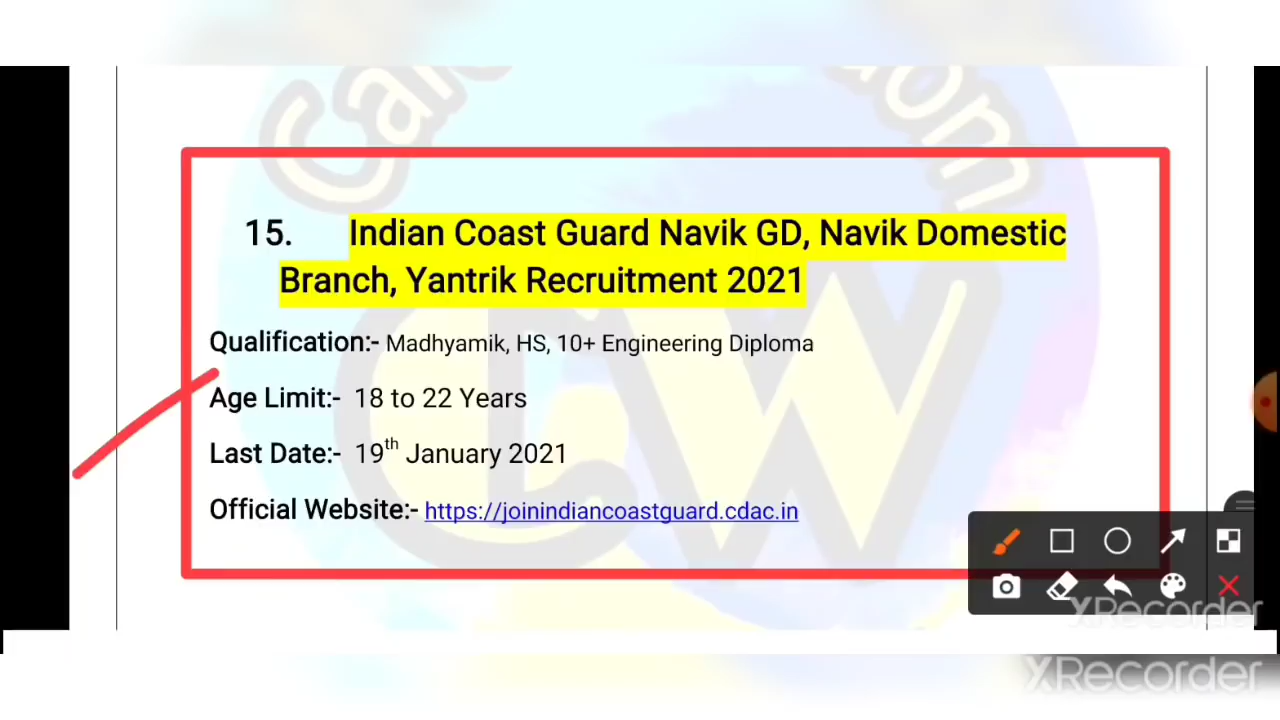 15. Indian Coast Guard Navik GD, Navik Domestic
Branch, Yantrik Recruitment 2021
Qualification:- Madhyamik, HS, 10+ Engineering Diploma
Age Limit:- 18 to 22 Years
Last Date:- 19th January 2021
Official Website:- https://joinindiancoastguard.cdac.in
XRecorder
XRecorder